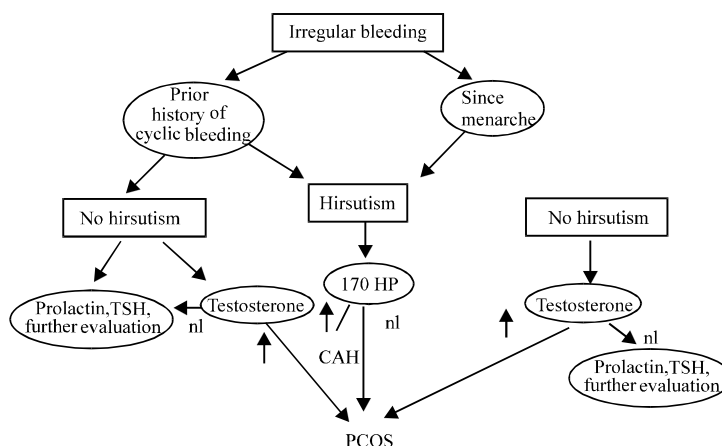 Irregular bleeding
Prior
history of
cyclic bleeding
Since
menarche
No hirsutism
Hirsutism
No hirsutism
Prolactin,TSH,
further evaluation
nl
Testosterone
170 HP
nl
CAH
Testosterone
nl
Prolactin,TSH,
further evaluation
PCOS